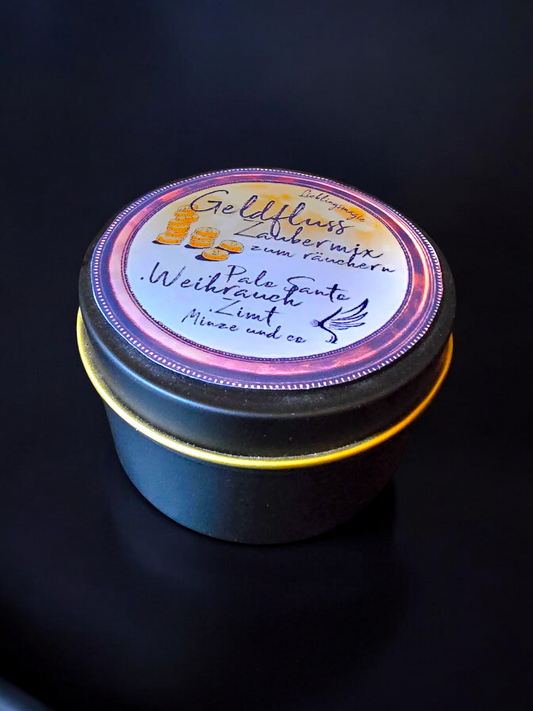 Lieblingsmagie
Geldfluss
Zaubermix
zum räuchern
Palo Santo
.Weihrauch
.Zimt
Minze und co